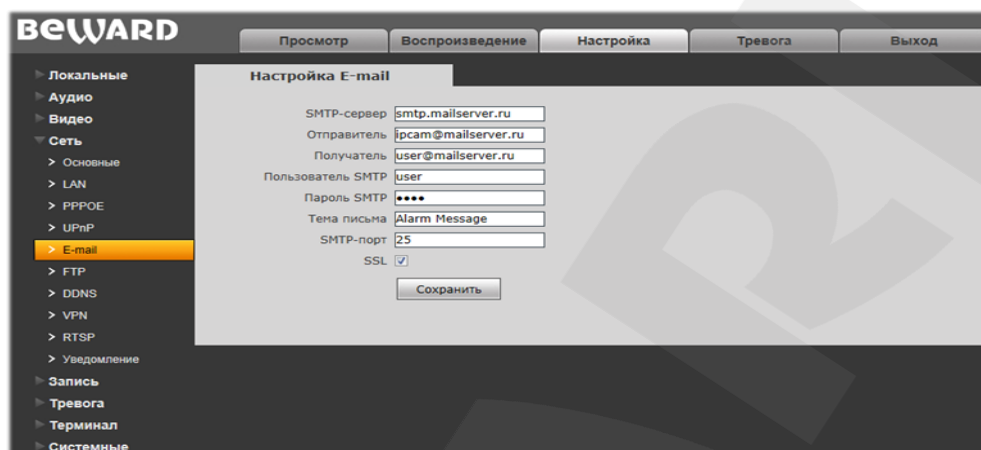 BEWARD
Просмотр
Воспроизведение
Настройка
Тревога
Выход
Локальные
Аудио
Видео
Сеть
> Основные
> LAN
> PPPOE
> UPnP
> E-mail
> FTP
> DDNS
> VPN
> RTSP
> Уведомление
Запись
Тревога
Терминал
Системные
Настройка E-mail
SMTP-сервер smtp.mailserver.ru
Отправитель ipcam@mailserver.ru
Получатель user@mailserver.ru
Пользователь SMTP user
Пароль SMTP ••••
Тема письма Alarm Message
SMTP-порт 25
SSL
Сохранить